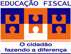 EDUCAÇÃO FISCAL
O cidadão
fazendo a diferença